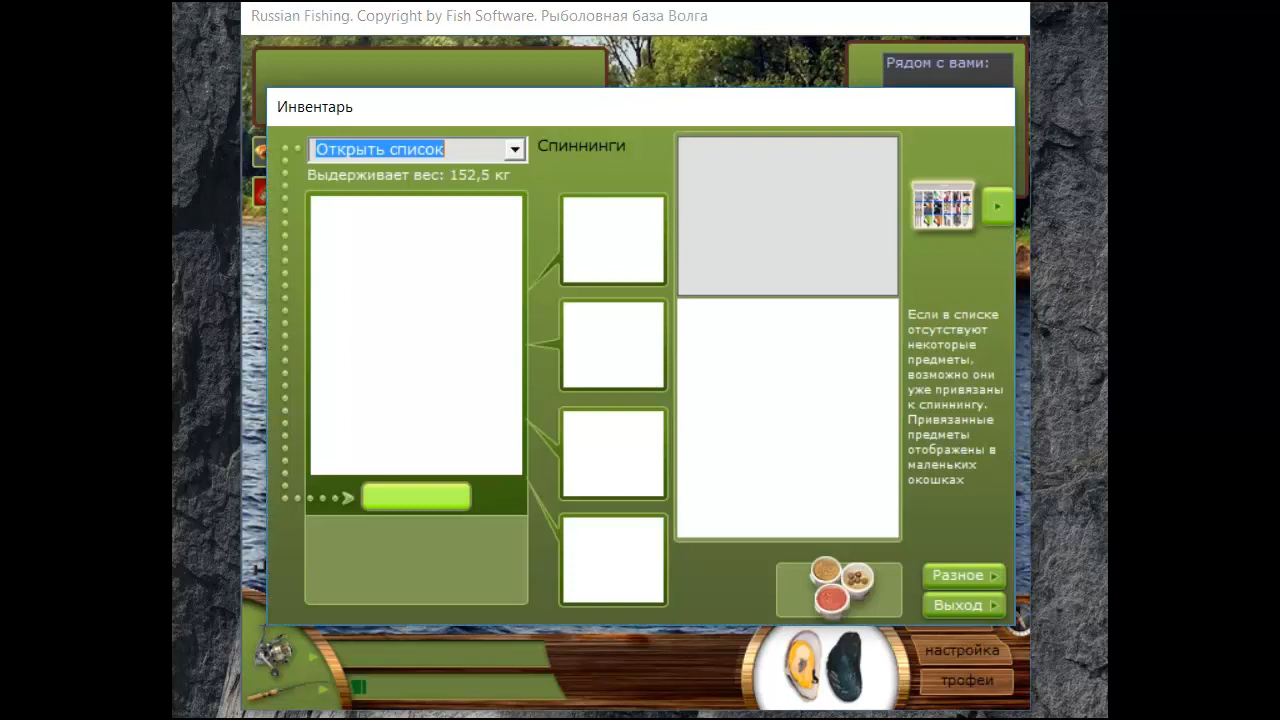 Russian Fishing. Copyright by Fish Software. Рыболовная база Волга
Рядом с вами:
Инвентарь
Открыть список
Спиннинги
Выдерживает вес: 152,5 кг
Если в списке
отсутствуют
некоторые
предметы,
возможно они
уже привязаны
к спиннингу.
Привязанные
предметы
отображены в
маленьких
окошках
Разное
Выход
настройка
трофеи